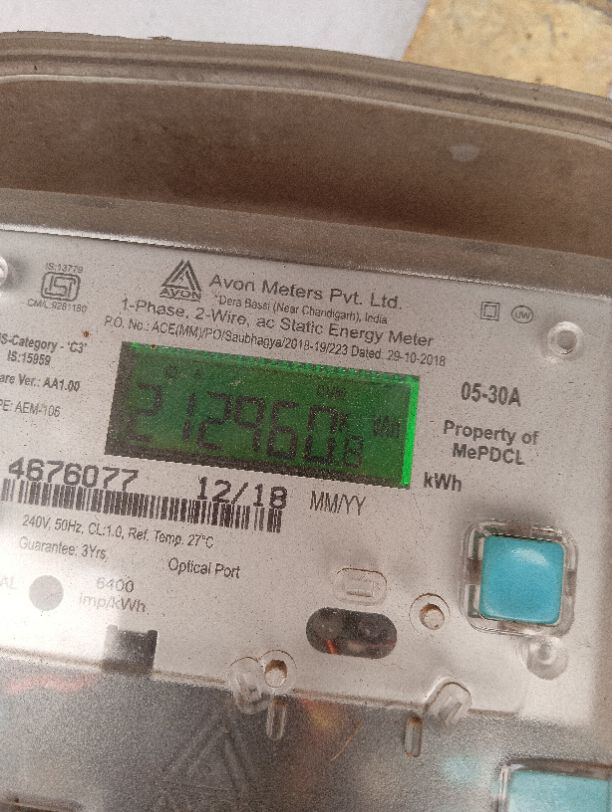 IS:13779
ISI
CM/L:9281180
AVON
Avon Meters Pvt. Ltd.
Dera Bassi (Near Chandigarh), India
1-Phase, 2-Wire, ac Static Energy Meter
P.O. No.: ACE(MM)/PO/Saubhagya/2018-19/223 Dated: 29-10-2018
S-Category - 'C3'
IS:15959
are Ver.: AA1.00
PE: AEM-106
05-30A
Property of
MePDCL
kWh
4676077
12/18
MM/YY
240V, 50Hz, CL:1.0, Ref. Temp. 27°C
Guarantee: 3Yrs.
Optical Port
AL
6400
imp/kWh